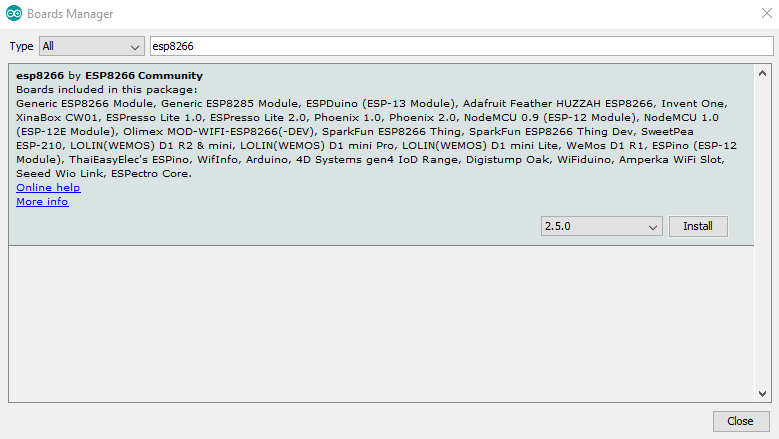 Boards Manager
Type All esp8266
esp8266 by ESP8266 Community
Boards included in this package:
Generic ESP8266 Module, Generic ESP8285 Module, ESPDuino (ESP-13 Module), Adafruit Feather HUZZAH ESP8266, Invent One,
XinaBox CW01, ESPresso Lite 1.0, ESPresso Lite 2.0, Phoenix 1.0, Phoenix 2.0, NodeMCU 0.9 (ESP-12 Module), NodeMCU 1.0
(ESP-12E Module), Olimex MOD-WIFI-ESP8266(-DEV), SparkFun ESP8266 Thing, SparkFun ESP8266 Thing Dev, SweetPea
ESP-210, LOLIN(WEMOS) D1 R2 & mini, LOLIN(WEMOS) D1 mini Pro, LOLIN(WEMOS) D1 mini Lite, WeMos D1 R1, ESPino (ESP-12
Module), ThaiEasyElec's ESPino, WifInfo, Arduino, 4D Systems gen4 IoD Range, Digistump Oak, WiFiduino, Amperka WiFi Slot,
Seeed Wio Link, ESPectro Core.
Online help
More info
2.5.0 Install
Close